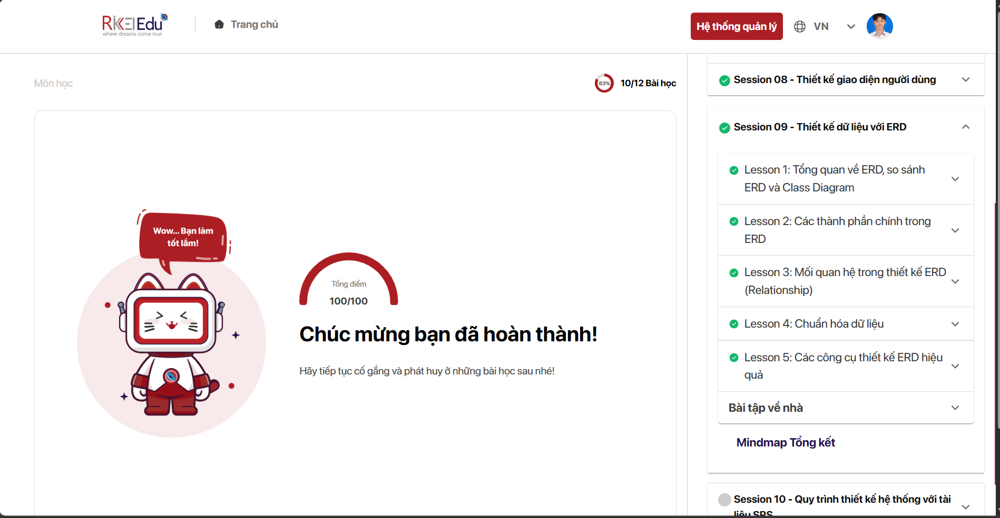 RIKKEI Edu
where dreams come true
Trang chủ
Hệ thống quản lý
VN
Môn học
83%
10/12 Bài học
Wow... Bạn làm
tốt lắm!
Tổng điểm
100/100
Chúc mừng bạn đã hoàn thành!
Hãy tiếp tục cố gắng và phát huy ở những bài học sau nhé!
Session 08 - Thiết kế giao diện người dùng
Session 09 - Thiết kế dữ liệu với ERD
Lesson 1: Tổng quan về ERD, so sánh
ERD và Class Diagram
Lesson 2: Các thành phần chính trong
ERD
Lesson 3: Mối quan hệ trong thiết kế ERD
(Relationship)
Lesson 4: Chuẩn hóa dữ liệu
Lesson 5: Các công cụ thiết kế ERD hiệu
quả
Bài tập về nhà
Mindmap Tổng kết
Session 10 - Quy trình thiết kế hệ thống với tài
liệu SRS